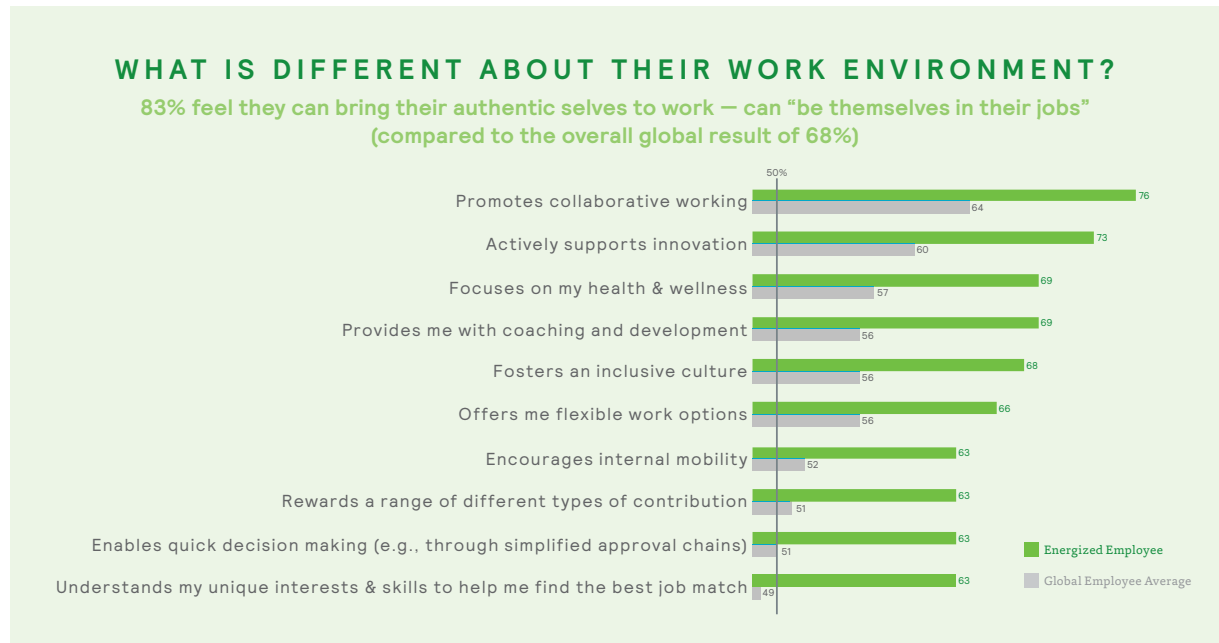 WHAT IS DIFFERENT ABOUT THEIR WORK ENVIRONMENT?
83% feel they can bring their authentic selves to work — can “be themselves in their jobs”
(compared to the overall global result of 68%)
50%
Promotes collaborative working
76
64
Actively supports innovation
73
60
Focuses on my health & wellness
69
57
Provides me with coaching and development
69
56
Fosters an inclusive culture
68
56
Offers me flexible work options
66
56
Encourages internal mobility
63
52
Rewards a range of different types of contribution
63
51
Enables quick decision making (e.g., through simplified approval chains)
63
51
Understands my unique interests & skills to help me find the best job match
63
49
Energized Employee
Global Employee Average